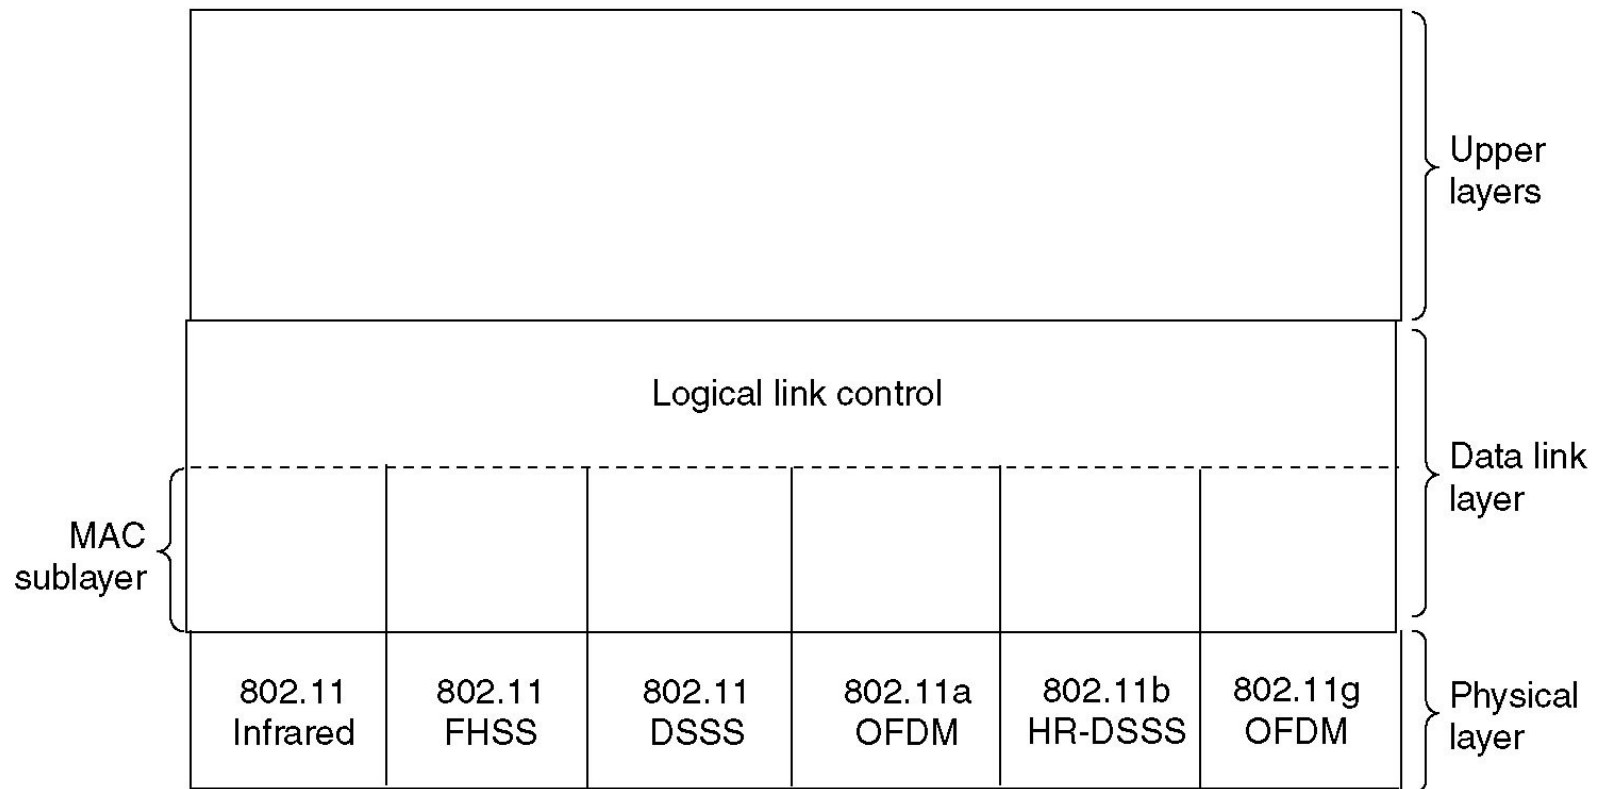 Upper
layers
Logical link control
Data link
layer
MAC
sublayer
802.11
Infrared
802.11
FHSS
802.11
DSSS
802.11a
OFDM
802.11b
HR-DSSS
802.11g
OFDM
Physical
layer